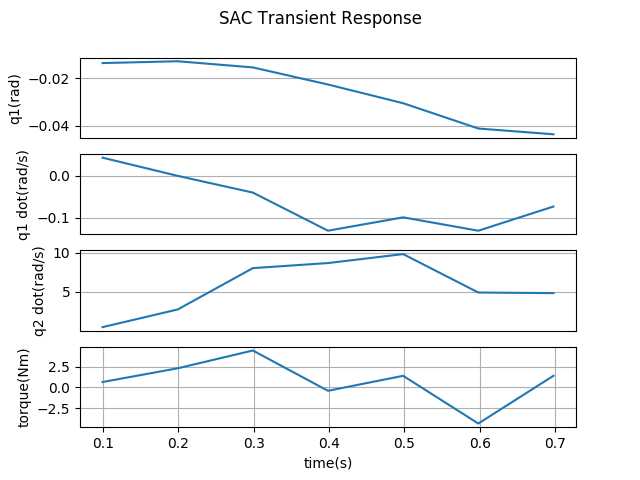 SAC Transient Response
q1(rad)
−0.02
−0.04
q1 dot(rad/s)
0.0
−0.1
q2 dot(rad/s)
10
5
torque(Nm)
2.5
0.0
−2.5
0.1 0.2 0.3 0.4 0.5 0.6 0.7
time(s)